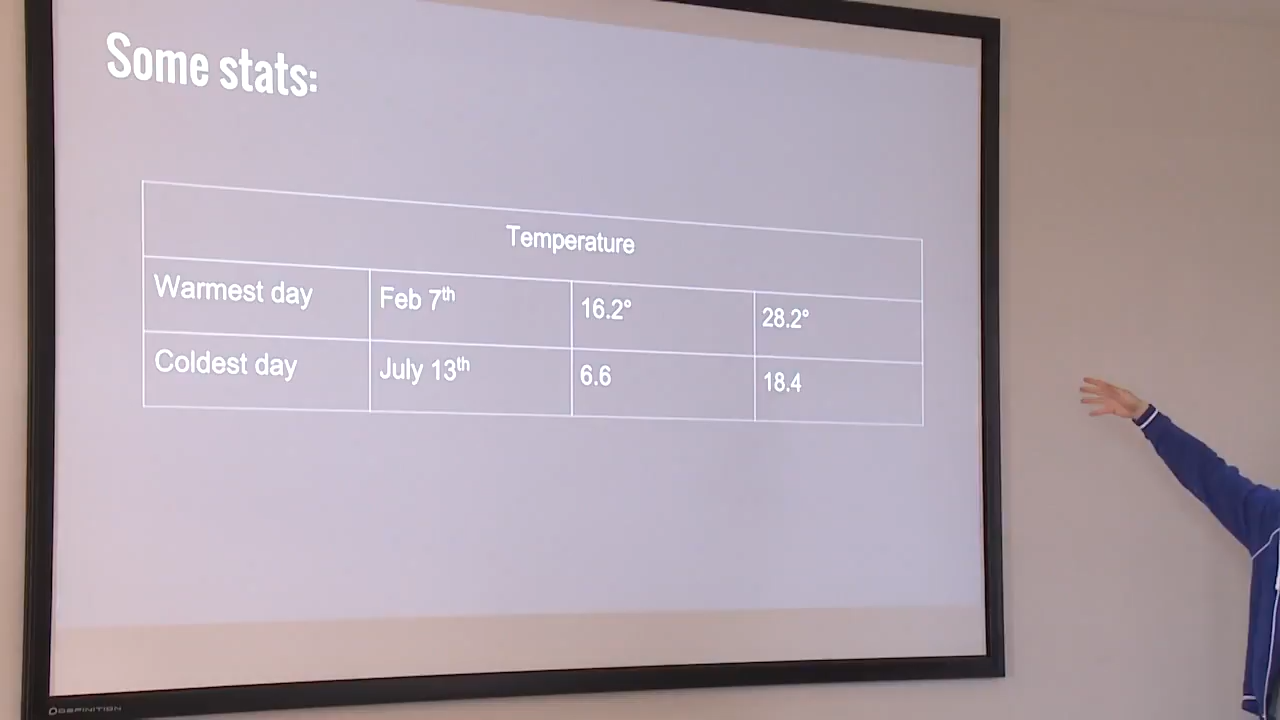 Some stats:
Temperature
Warmest day Feb 7th 16.2° 28.2°
Coldest day July 13th 6.6 18.4
DEFINITION